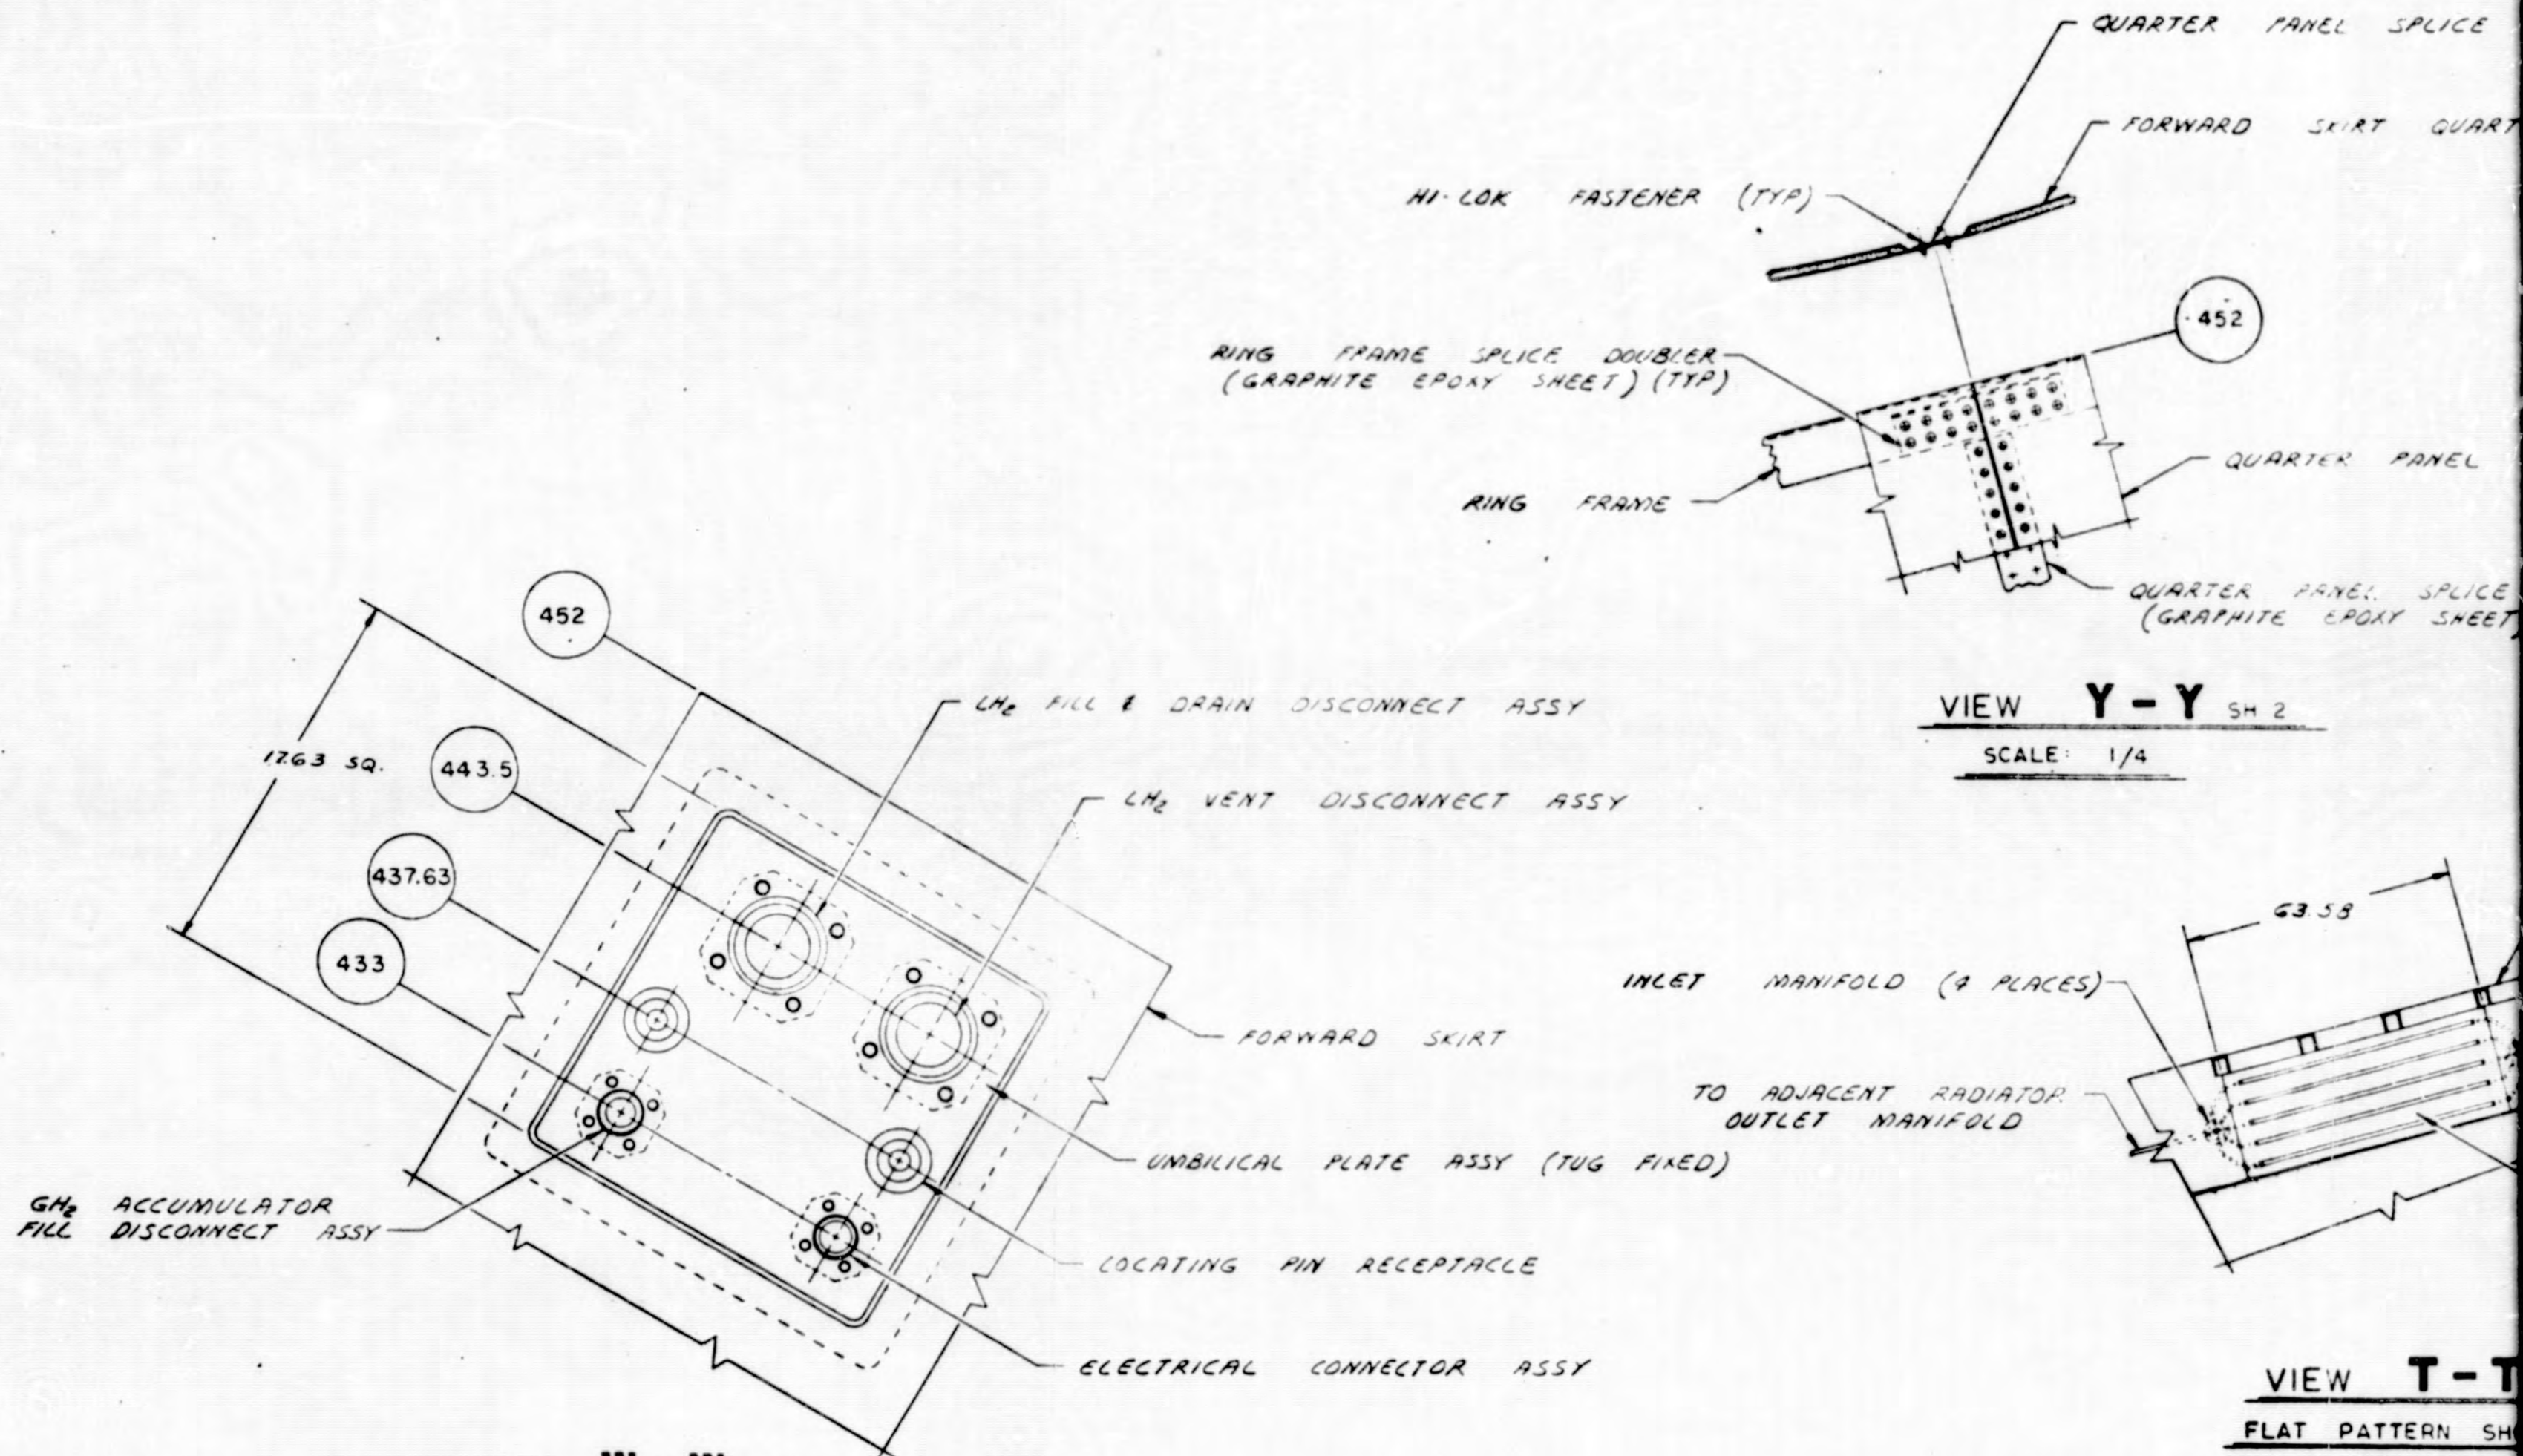 QUARTER PANEL SPLICE
FORWARD SKIRT QUART
HI-LOK FASTENER (TYP)
452
RING FRAME SPLICE DOUBLER
(GRAPHITE EPOXY SHEET) (TYP)
QUARTER PANEL
RING FRAME
QUARTER PANEL SPLICE
(GRAPHITE EPOXY SHEET)
VIEW Y-Y SH 2
SCALE: 1/4
452
17.63 SQ.
443.5
437.63
433
LH2 FILL & DRAIN DISCONNECT ASSY
LH2 VENT DISCONNECT ASSY
FORWARD SKIRT
UMBILICAL PLATE ASSY (TUG FIXED)
LOCATING PIN RECEPTACLE
ELECTRICAL CONNECTOR ASSY
GH2 ACCUMULATOR
FILL DISCONNECT ASSY
63.58
INLET MANIFOLD (4 PLACES)
TO ADJACENT RADIATOR
OUTLET MANIFOLD
VIEW T-T
FLAT PATTERN SH